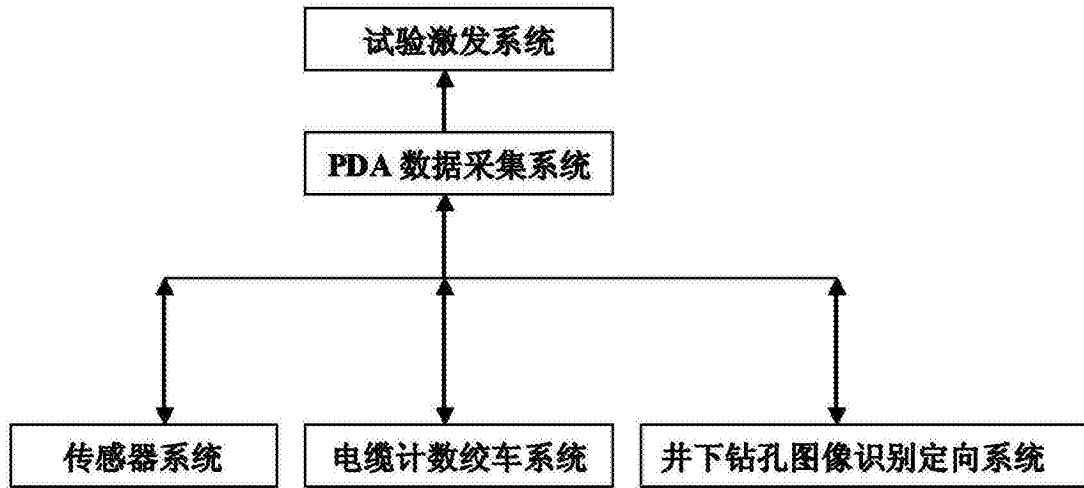 试验激发系统
PDA 数据采集系统
传感器系统
电缆计数绞车系统
井下钻孔图像识别定向系统